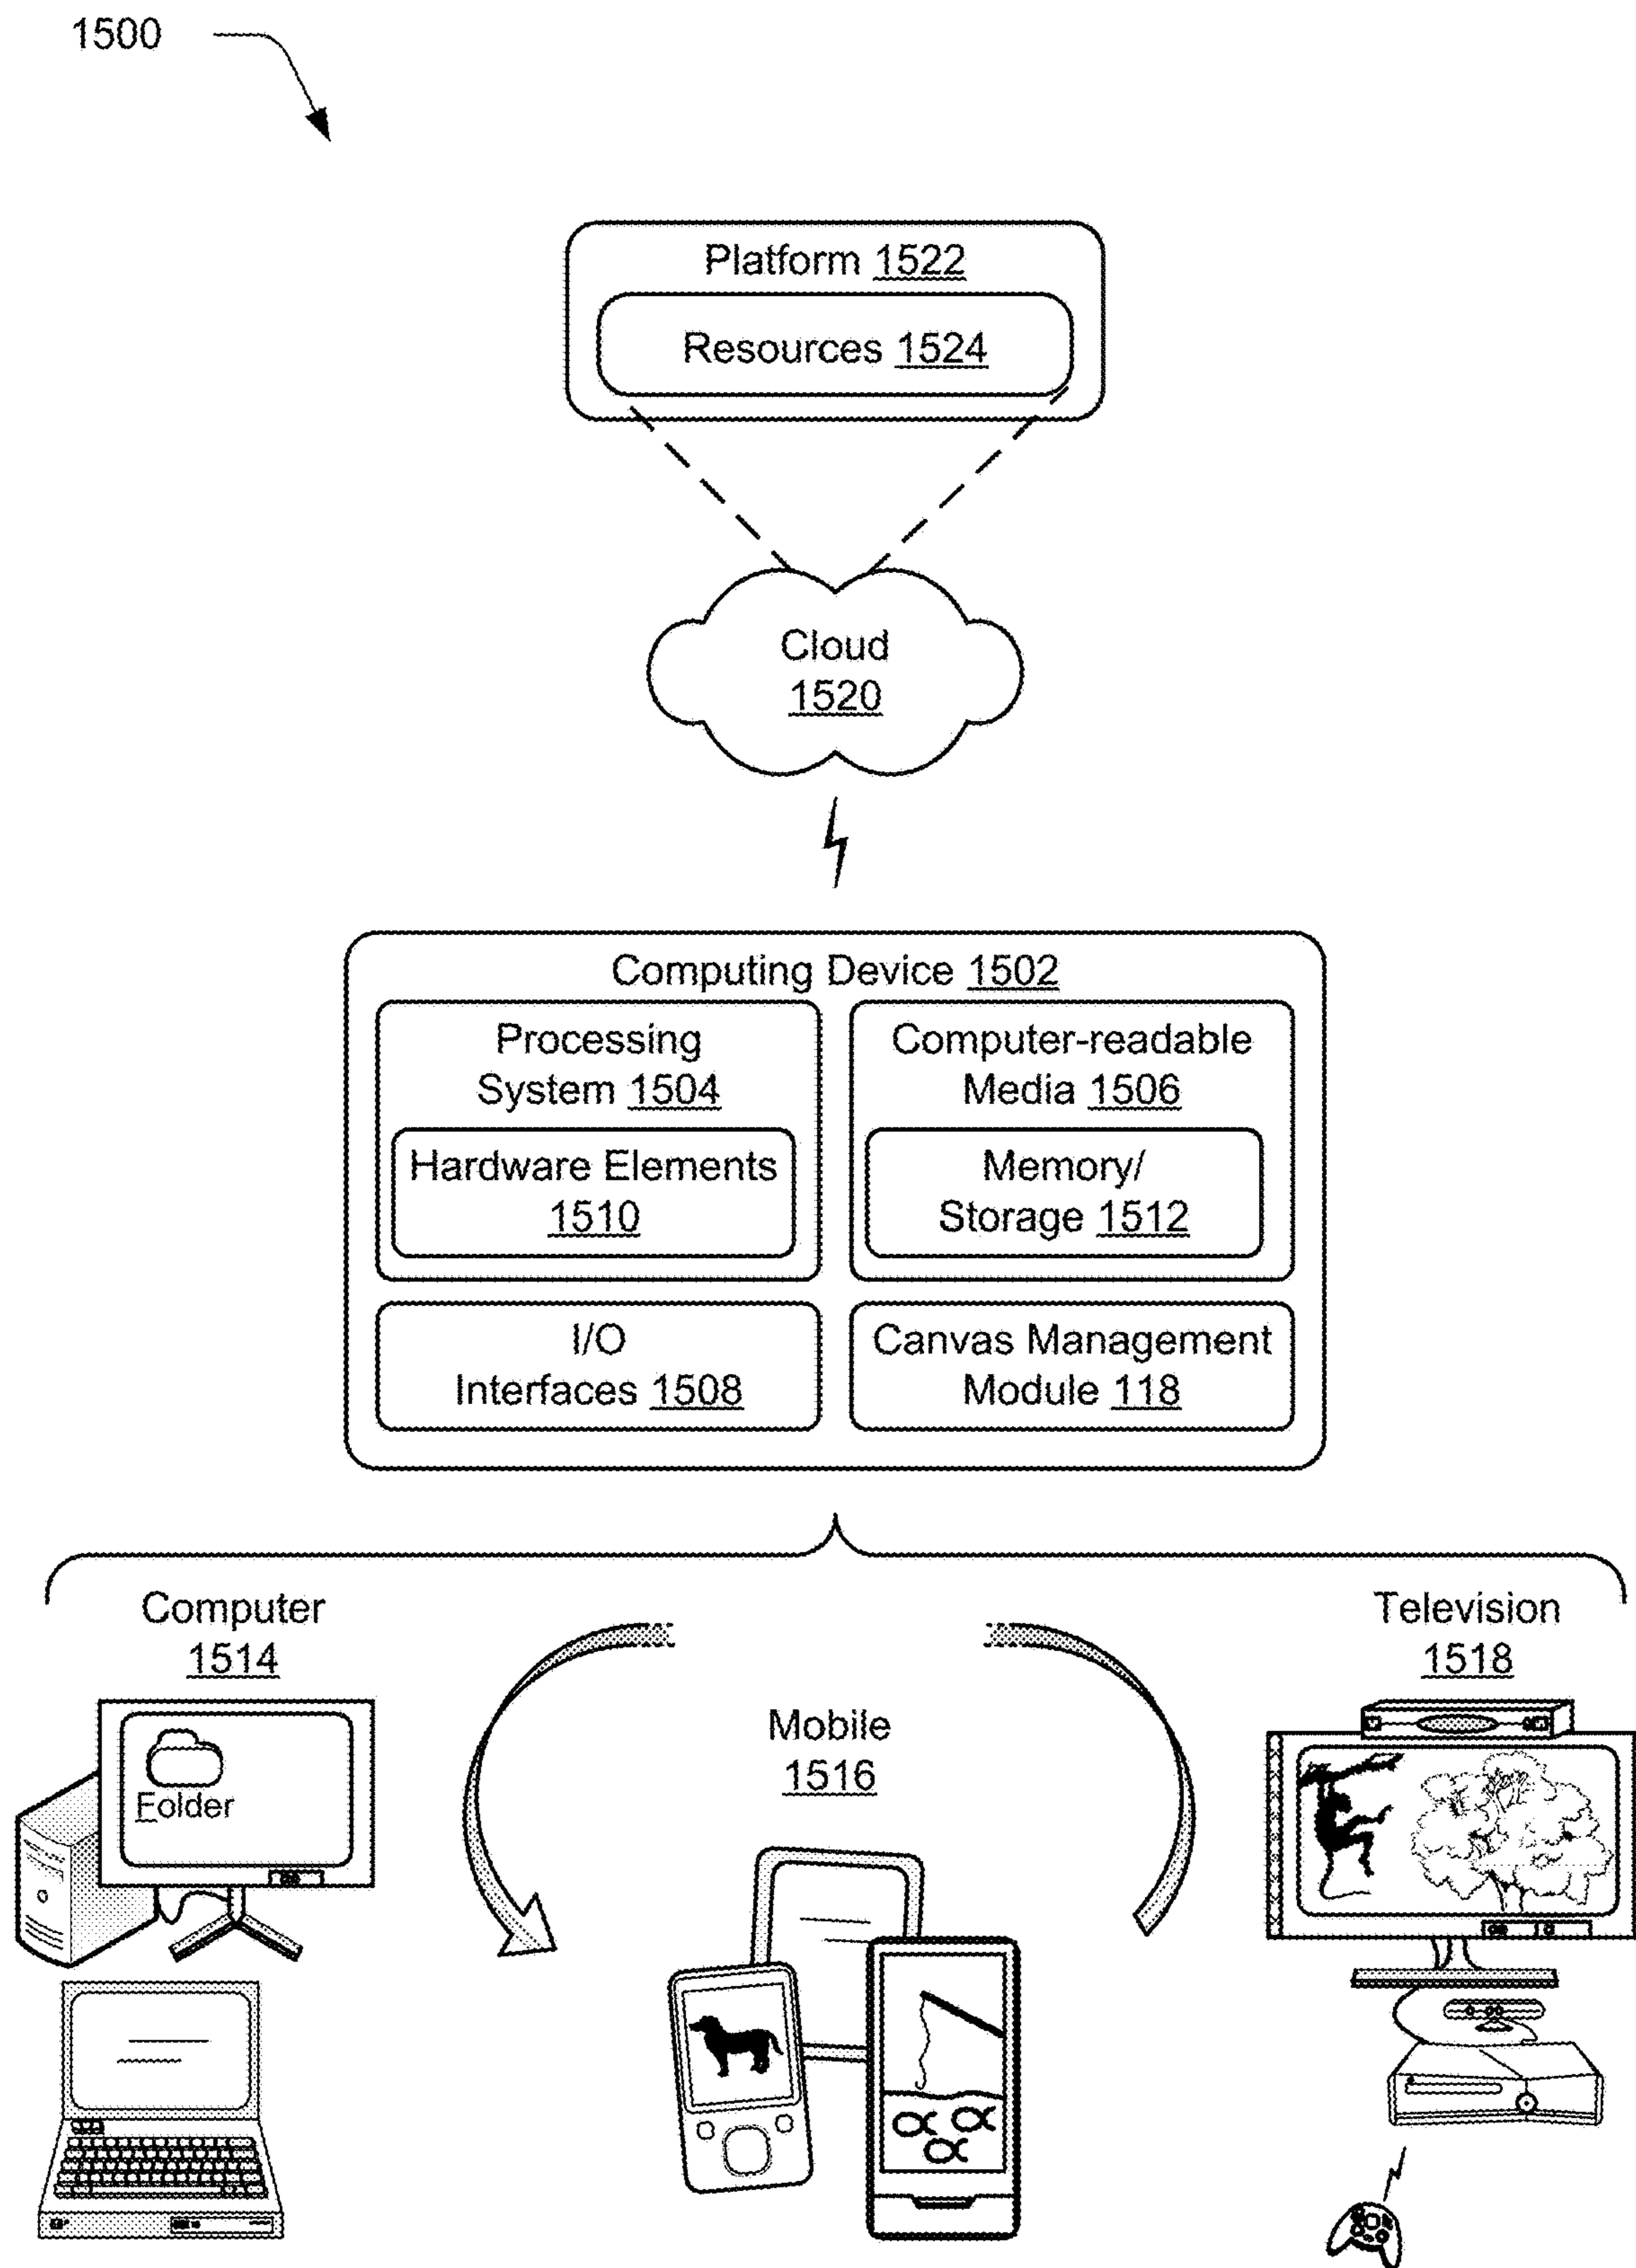 1500
Platform 1522
Resources 1524
Cloud
1520
Computing Device 1502
Processing
System 1504
Hardware Elements
1510
Computer-readable
Media 1506
Memory/
Storage 1512
I/O
Interfaces 1508
Canvas Management
Module 118
Computer
1514
Folder
Mobile
1516
Television
1518